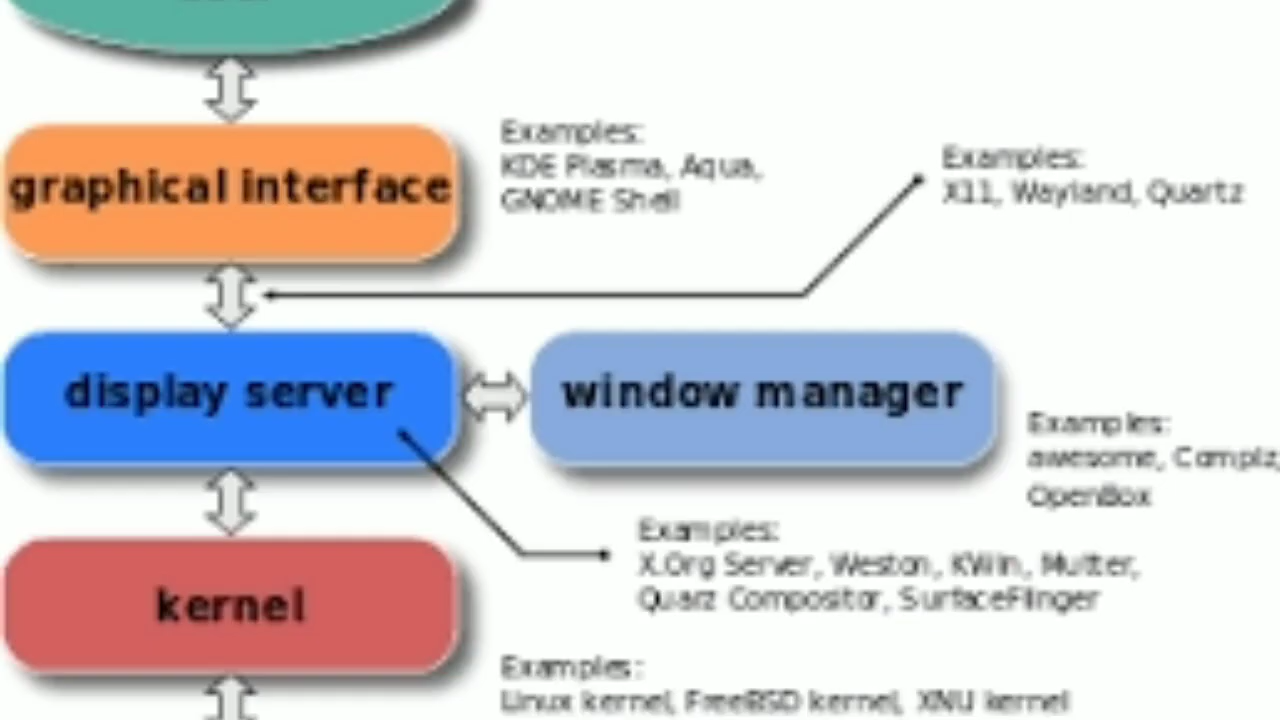 Examples:
KDE Plasma, Aqua,
GNOME Shell
Examples:
X11, Wayland, Quartz
graphical interface
display server
window manager
Examples:
awesome, Compiz,
OpenBox
Examples:
X.Org Server, Weston, KWin, Mutter,
Quarz Compositor, SurfaceFlinger
kernel
Examples:
Linux kernel, FreeBSD kernel, XNU kernel